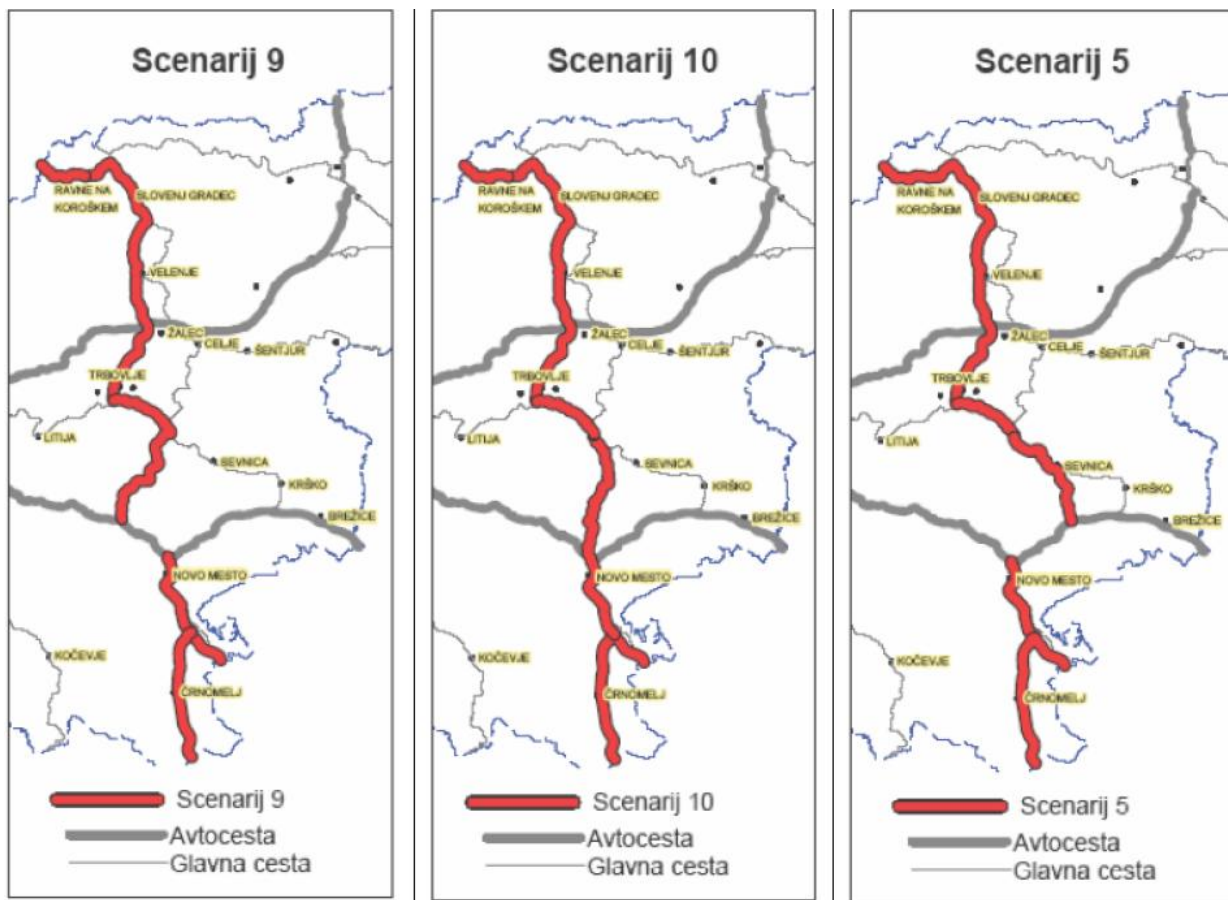 Scenarij 9
RAVNE NA
KOROŠKEM
SLOVENJ GRADEC
VELENJE
ŽALEC
CELJE
ŠENTJUR
TRBOVLJE
LITIJA
SEVNICA
KRŠKO
BREŽICE
NOVO MESTO
KOČEVJE
ČRNOMELJ
Scenarij 9
Avtocesta
Glavna cesta
Scenarij 10
RAVNE NA
KOROŠKEM
SLOVENJ GRADEC
VELENJE
ŽALEC
CELJE
ŠENTJUR
TRBOVLJE
LITIJA
SEVNICA
KRŠKO
BREŽICE
NOVO MESTO
KOČEVJE
ČRNOMELJ
Scenarij 10
Avtocesta
Glavna cesta
Scenarij 5
RAVNE NA
KOROŠKEM
SLOVENJ GRADEC
VELENJE
ŽALEC
CELJE
ŠENTJUR
TRBOVLJE
LITIJA
SEVNICA
KRŠKO
BREŽICE
NOVO MESTO
KOČEVJE
ČRNOMELJ
Scenarij 5
Avtocesta
Glavna cesta